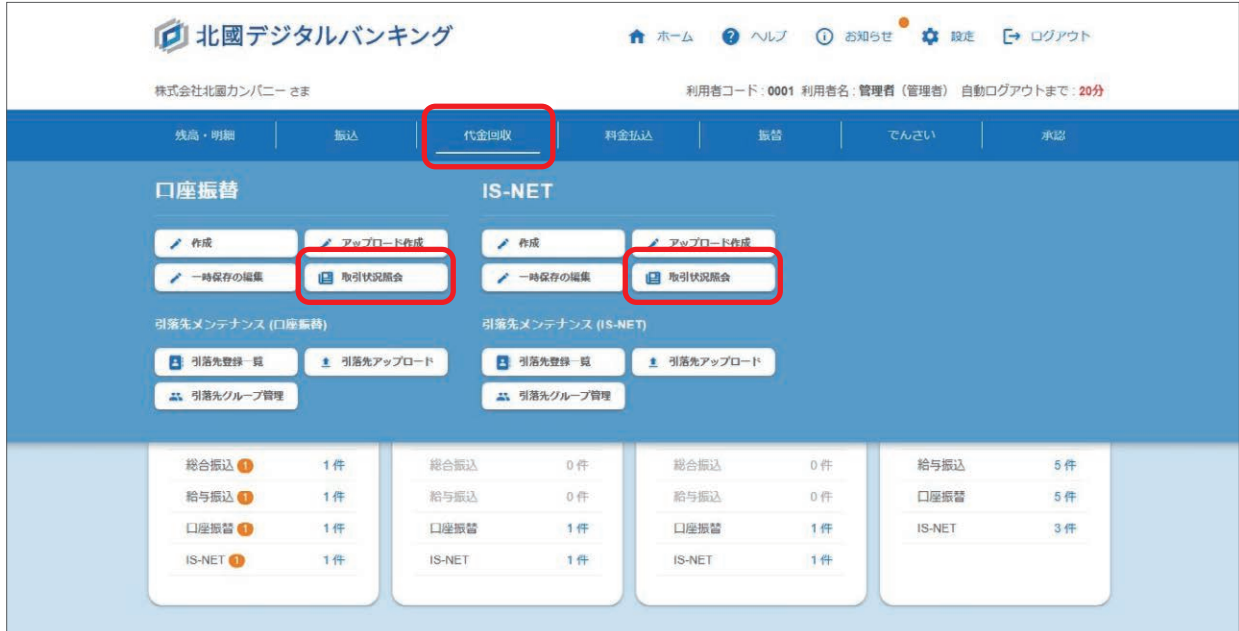 北國デジタルバンキング
ホーム ヘルプ お知らせ 設定 ログアウト
株式会社北國カンパニー さま 利用者コード : 0001 利用者名 : 管理者 (管理者) 自動ログアウトまで : 20分
残高・明細 振込 代金回収 料金払込 振替 でんさい 承認
口座振替 IS-NET
作成 アップロード作成 作成 アップロード作成
一時保存の編集 取引状況照会 一時保存の編集 取引状況照会
引落先メンテナンス (口座振替) 引落先メンテナンス (IS-NET)
引落先登録一覧 引落先アップロード 引落先登録一覧 引落先アップロード
引落先グループ管理 引落先グループ管理
総合振込 1 1 件 総合振込 0 件 総合振込 0 件 給与振込 5 件
給与振込 1 1 件 給与振込 0 件 給与振込 0 件 口座振替 5 件
口座振替 1 1 件 口座振替 1 件 口座振替 1 件 IS-NET 3 件
IS-NET 1 1 件 IS-NET 1 件 IS-NET 1 件